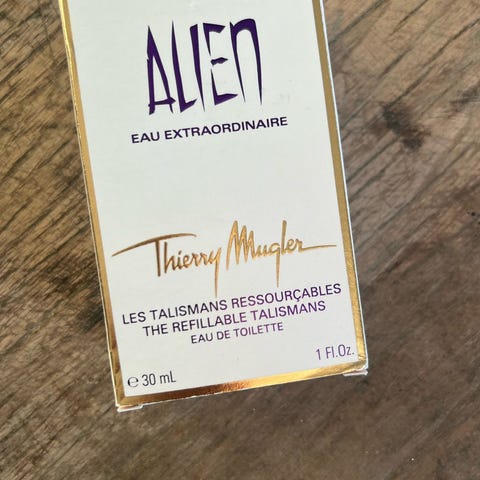 ALIEN
EAU EXTRAORDINAIRE
Thierry Mugler
LES TALISMANS RESSOURÇABLES
THE REFILLABLE TALISMANS
EAU DE TOILETTE
℮ 30 mL
1 Fl.Oz.